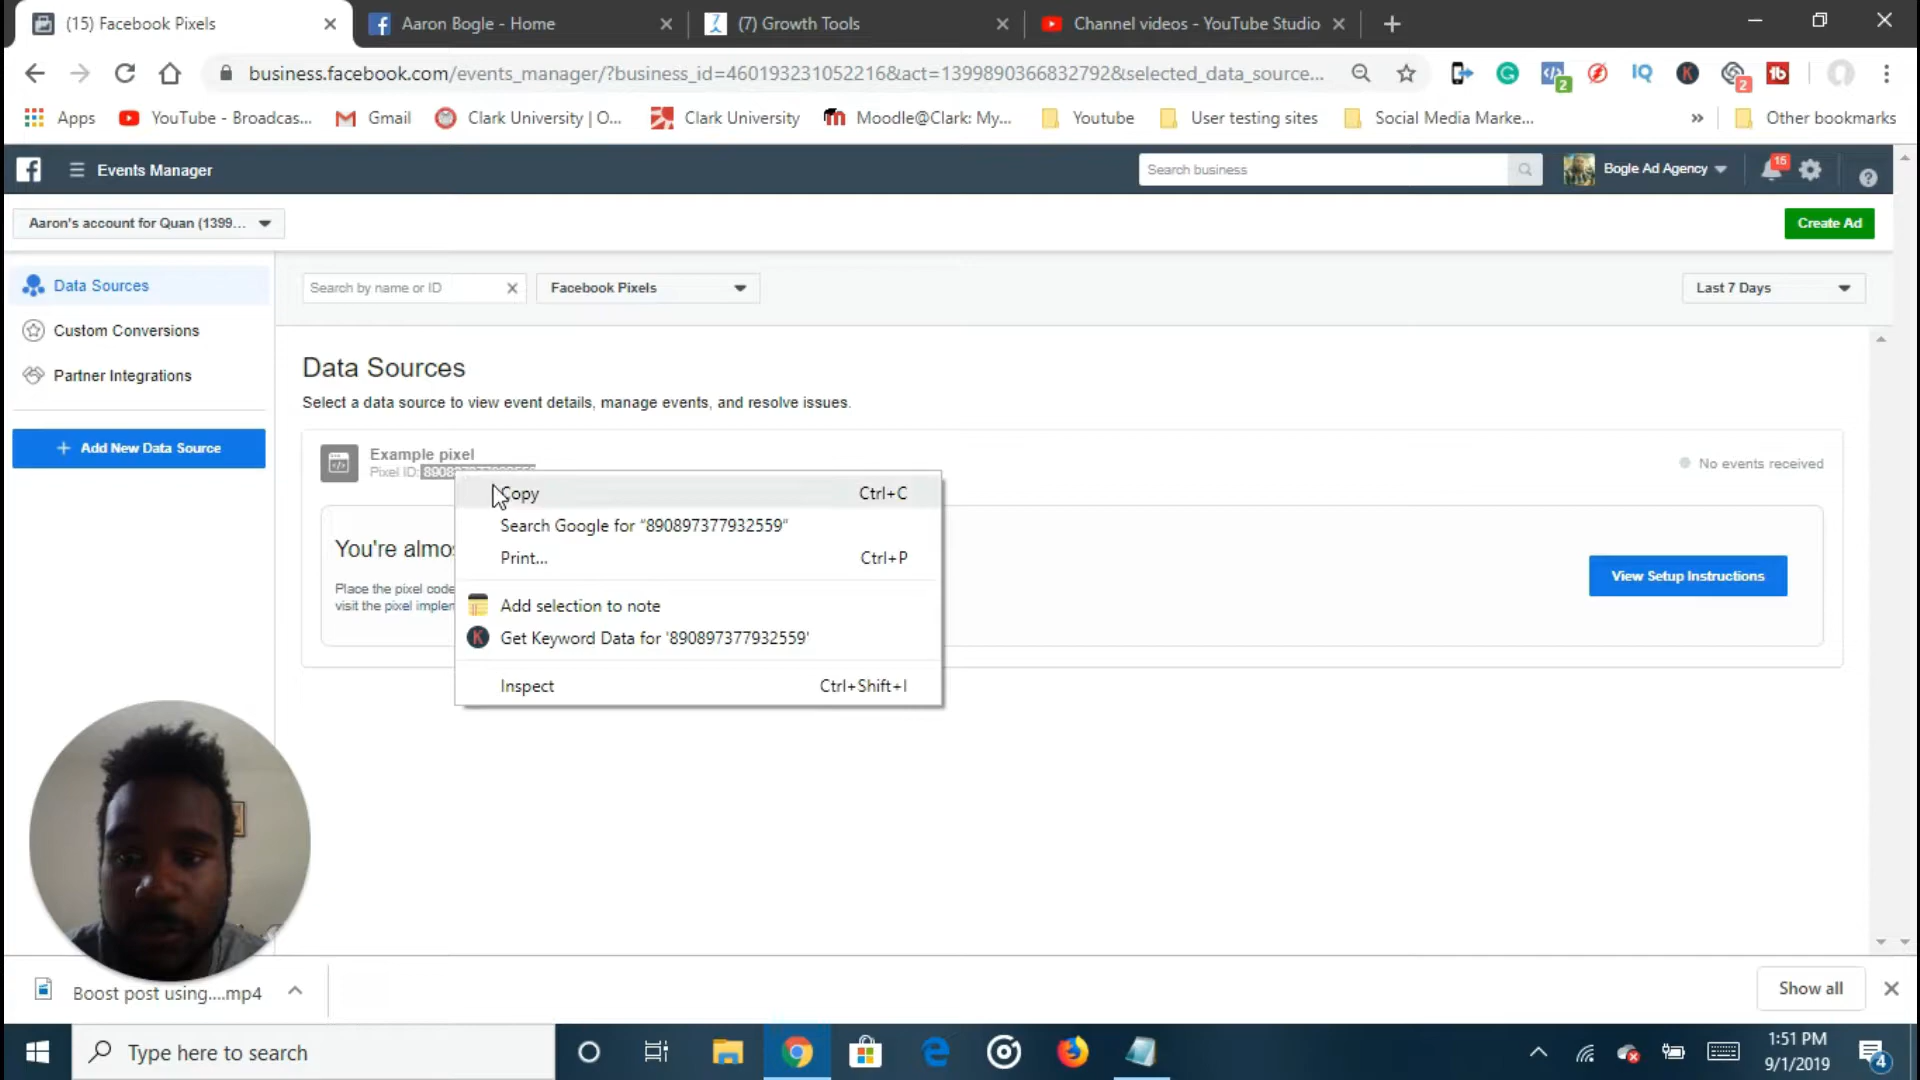 (15) Facebook Pixels
Aaron Bogle - Home
(7) Growth Tools
Channel videos - YouTube Studio
business.facebook.com/events_manager/?business_id=460193231052216&act=1399890366832792&selected_data_source...
Apps
YouTube - Broadcas...
Gmail
Clark University | O...
Clark University
Moodle@Clark: My...
Youtube
User testing sites
Social Media Marke...
»
Other bookmarks
Events Manager
Search business
Bogle Ad Agency
15
Aaron's account for Quan (1399...
Create Ad
Data Sources
Search by name or ID
Facebook Pixels
Last 7 Days
Custom Conversions
Partner Integrations
+ Add New Data Source
Data Sources
Select a data source to view event details, manage events, and resolve issues.
Example pixel
Pixel ID:
No events received
Copy Ctrl+C
Search Google for “890897377932559”
Print... Ctrl+P
Add selection to note
Get Keyword Data for '890897377932559'
Inspect Ctrl+Shift+I
You're almo
Place the pixel code
visit the pixel implem
View Setup Instructions
Boost post using....mp4
Show all
Type here to search
1:51 PM
9/1/2019
4